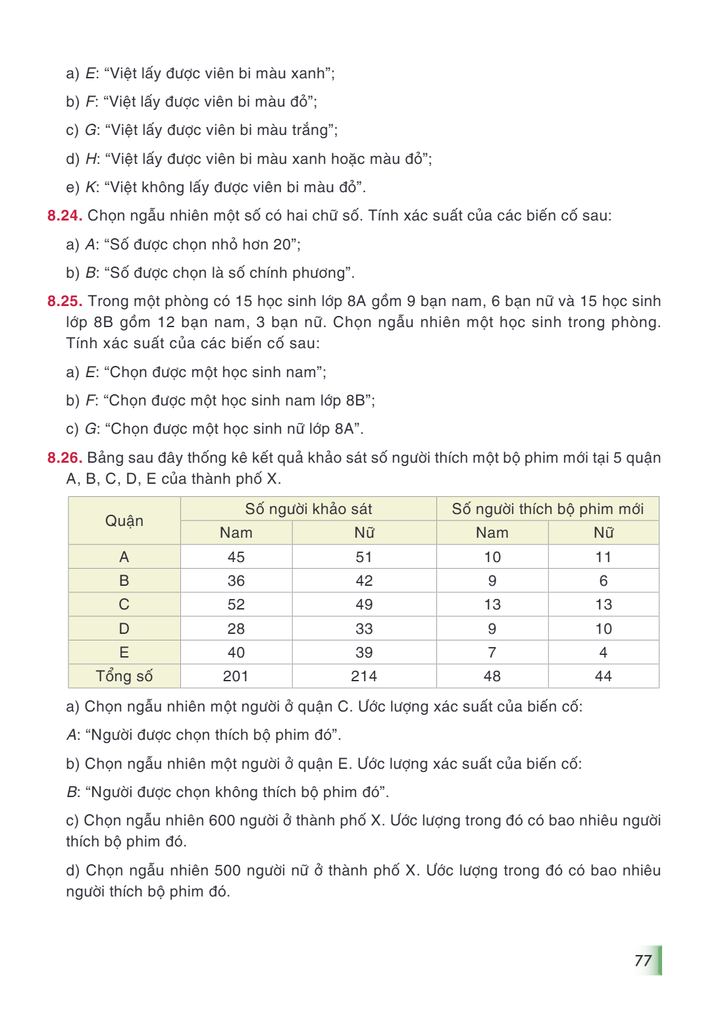 a) E: “Việt lấy được viên bi màu xanh”;
b) F: “Việt lấy được viên bi màu đỏ”;
c) G: “Việt lấy được viên bi màu trắng”;
d) H: “Việt lấy được viên bi màu xanh hoặc màu đỏ”;
e) K: “Việt không lấy được viên bi màu đỏ”.
8.24. Chọn ngẫu nhiên một số có hai chữ số. Tính xác suất của các biến cố sau:
a) A: “Số được chọn nhỏ hơn 20”;
b) B: “Số được chọn là số chính phương”.
8.25. Trong một phòng có 15 học sinh lớp 8A gồm 9 bạn nam, 6 bạn nữ và 15 học sinh
lớp 8B gồm 12 bạn nam, 3 bạn nữ. Chọn ngẫu nhiên một học sinh trong phòng.
Tính xác suất của các biến cố sau:
a) E: “Chọn được một học sinh nam”;
b) F: “Chọn được một học sinh nam lớp 8B”;
c) G: “Chọn được một học sinh nữ lớp 8A”.
8.26. Bảng sau đây thống kê kết quả khảo sát số người thích một bộ phim mới tại 5 quận
A, B, C, D, E của thành phố X.
Quận Số người khảo sát Số người thích bộ phim mới
Nam Nữ Nam Nữ
A 45 51 10 11
B 36 42 9 6
C 52 49 13 13
D 28 33 9 10
E 40 39 7 4
Tổng số 201 214 48 44
a) Chọn ngẫu nhiên một người ở quận C. Ước lượng xác suất của biến cố:
A: “Người được chọn thích bộ phim đó”.
b) Chọn ngẫu nhiên một người ở quận E. Ước lượng xác suất của biến cố:
B: “Người được chọn không thích bộ phim đó”.
c) Chọn ngẫu nhiên 600 người ở thành phố X. Ước lượng trong đó có bao nhiêu người
thích bộ phim đó.
d) Chọn ngẫu nhiên 500 người nữ ở thành phố X. Ước lượng trong đó có bao nhiêu
người thích bộ phim đó.
77